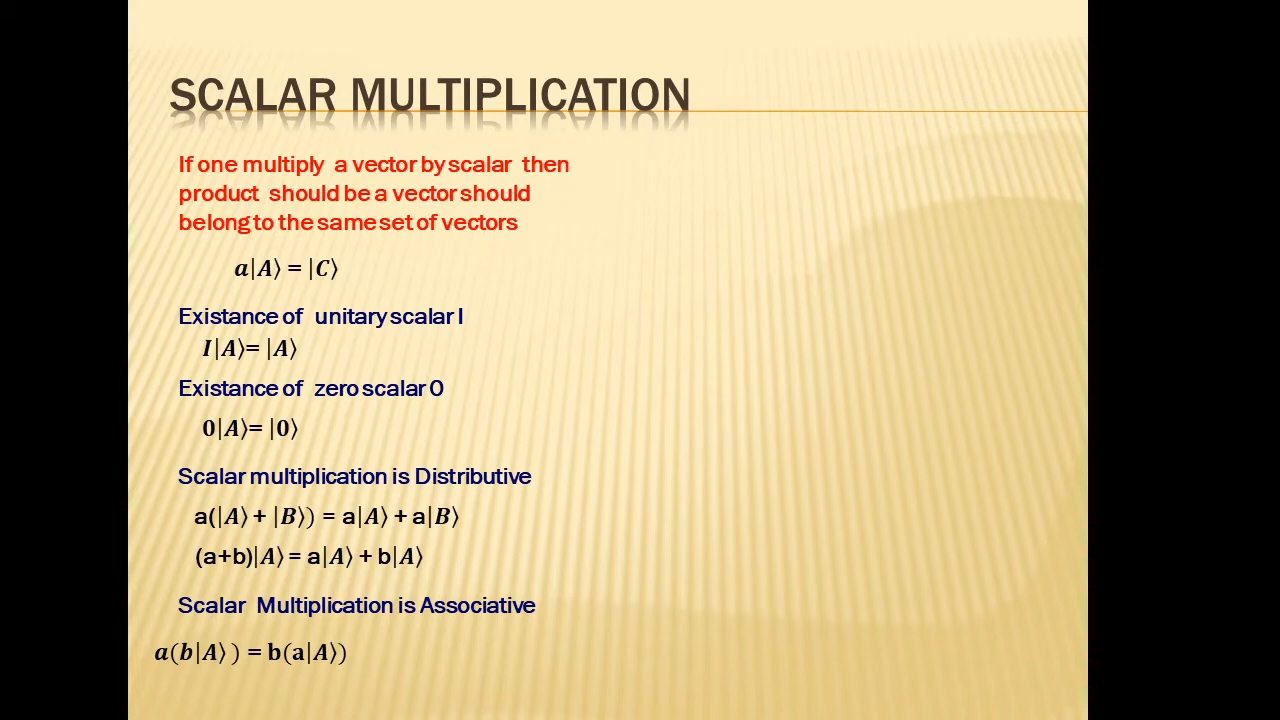 SCALAR MULTIPLICATION
If one multiply a vector by scalar then
product should be a vector should
belong to the same set of vectors
a|A⟩ = |C⟩
Existance of unitary scalar I
I|A⟩= |A⟩
Existance of zero scalar 0
0|A⟩= |0⟩
Scalar multiplication is Distributive
a(|A⟩ + |B⟩) = a|A⟩ + a|B⟩
(a+b)|A⟩ = a|A⟩ + b|A⟩
Scalar Multiplication is Associative
a(b|A⟩ ) = b(a|A⟩)